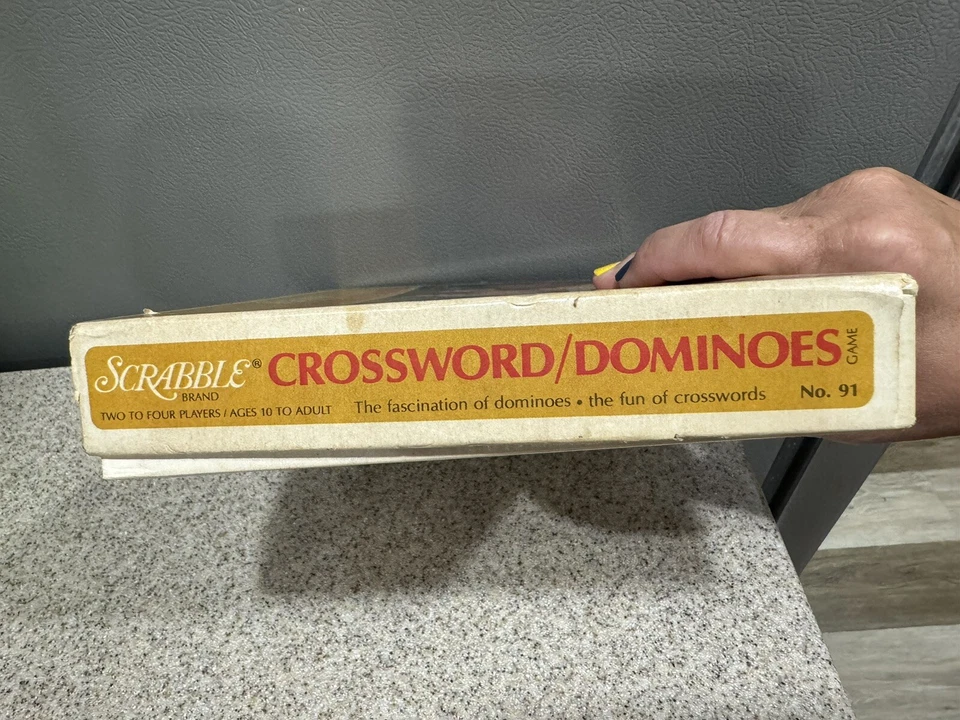 SCRABBLE® CROSSWORD/DOMINOES GAME
BRAND
TWO TO FOUR PLAYERS / AGES 10 TO ADULT The fascination of dominoes • the fun of crosswords No. 91